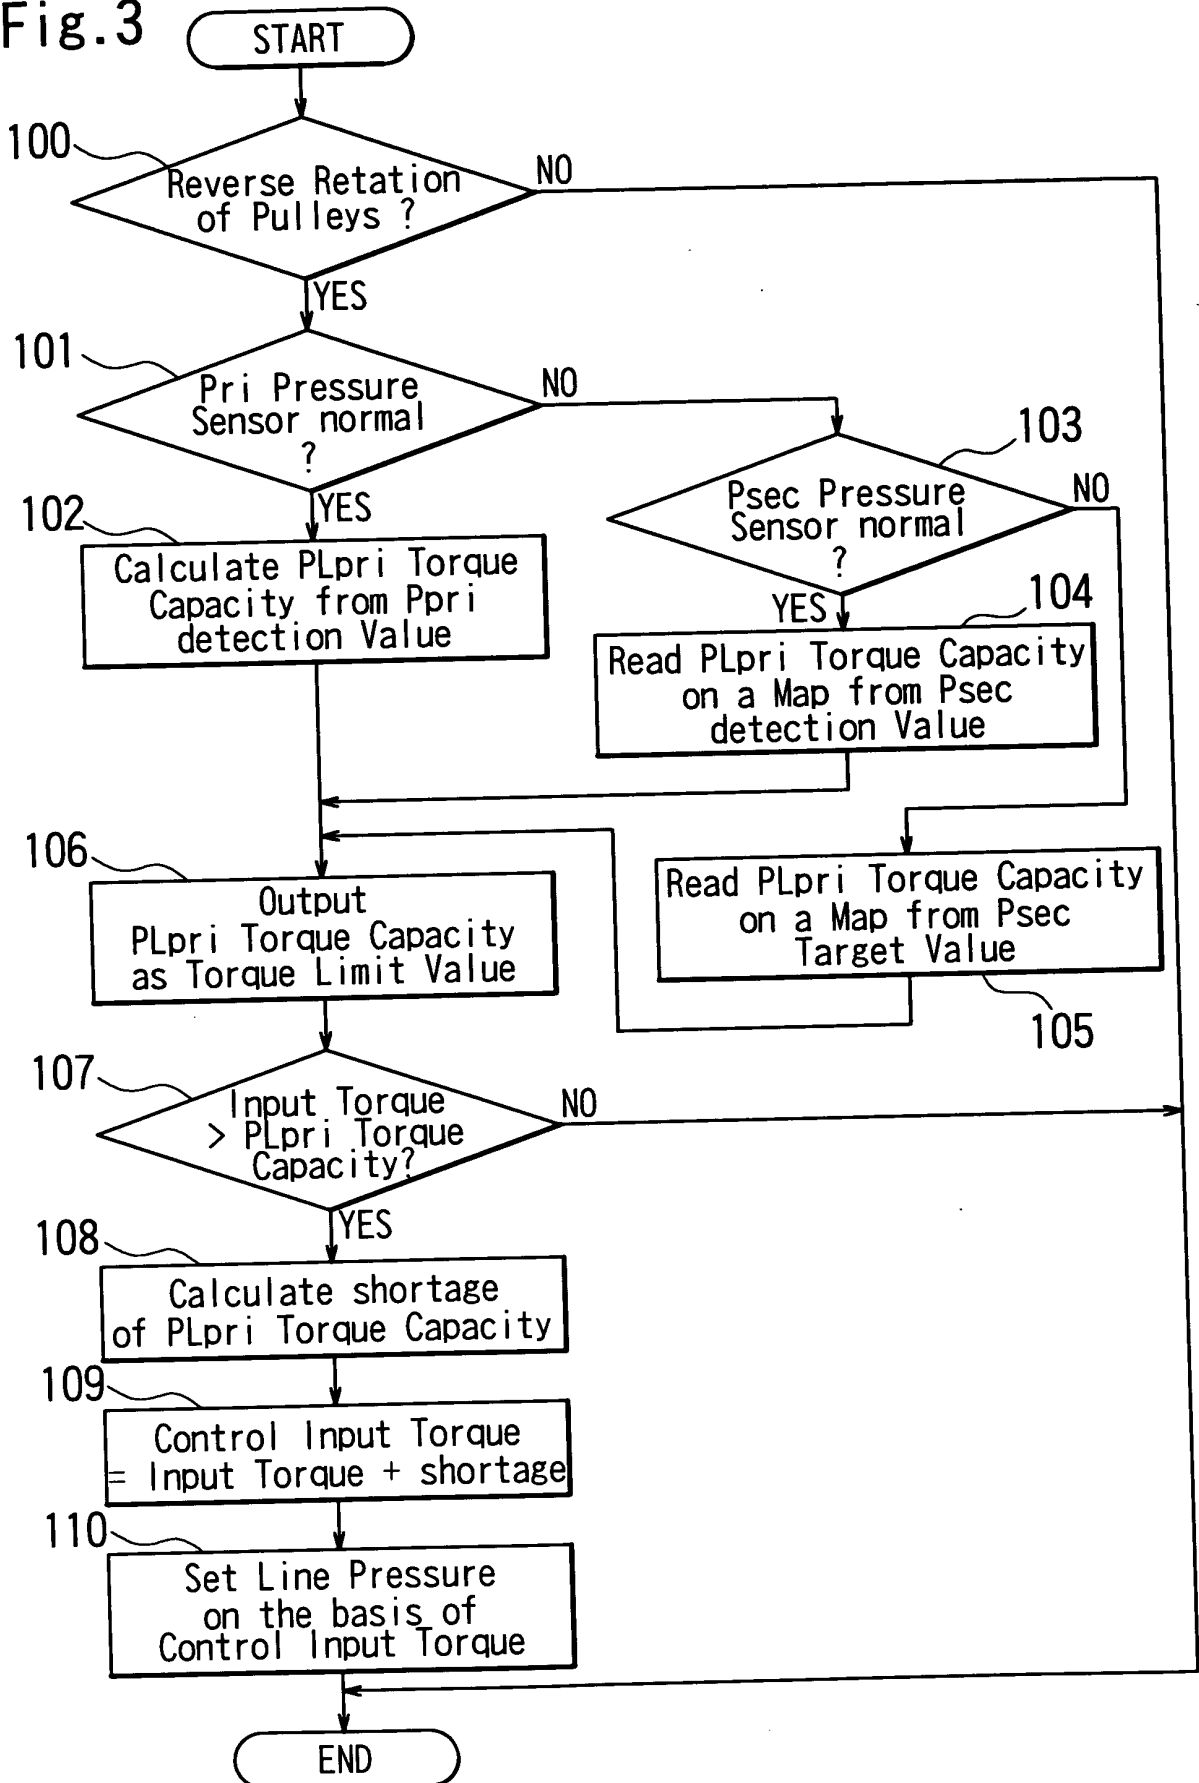 Fig.3
START
100
Reverse Retation
of Pulleys ?
NO
YES
101
Pri Pressure
Sensor normal
?
NO
YES
103
Psec Pressure
Sensor normal
?
NO
YES
102
Calculate PLpri Torque
Capacity from Ppri
detection Value
104
Read PLpri Torque Capacity
on a Map from Psec
detection Value
106
Output
PLpri Torque Capacity
as Torque Limit Value
Read PLpri Torque Capacity
on a Map from Psec
Target Value
105
107
Input Torque
> PLpri Torque
Capacity?
NO
YES
108
Calculate shortage
of PLpri Torque Capacity
109
Control Input Torque
= Input Torque + shortage
110
Set Line Pressure
on the basis of
Control Input Torque
END